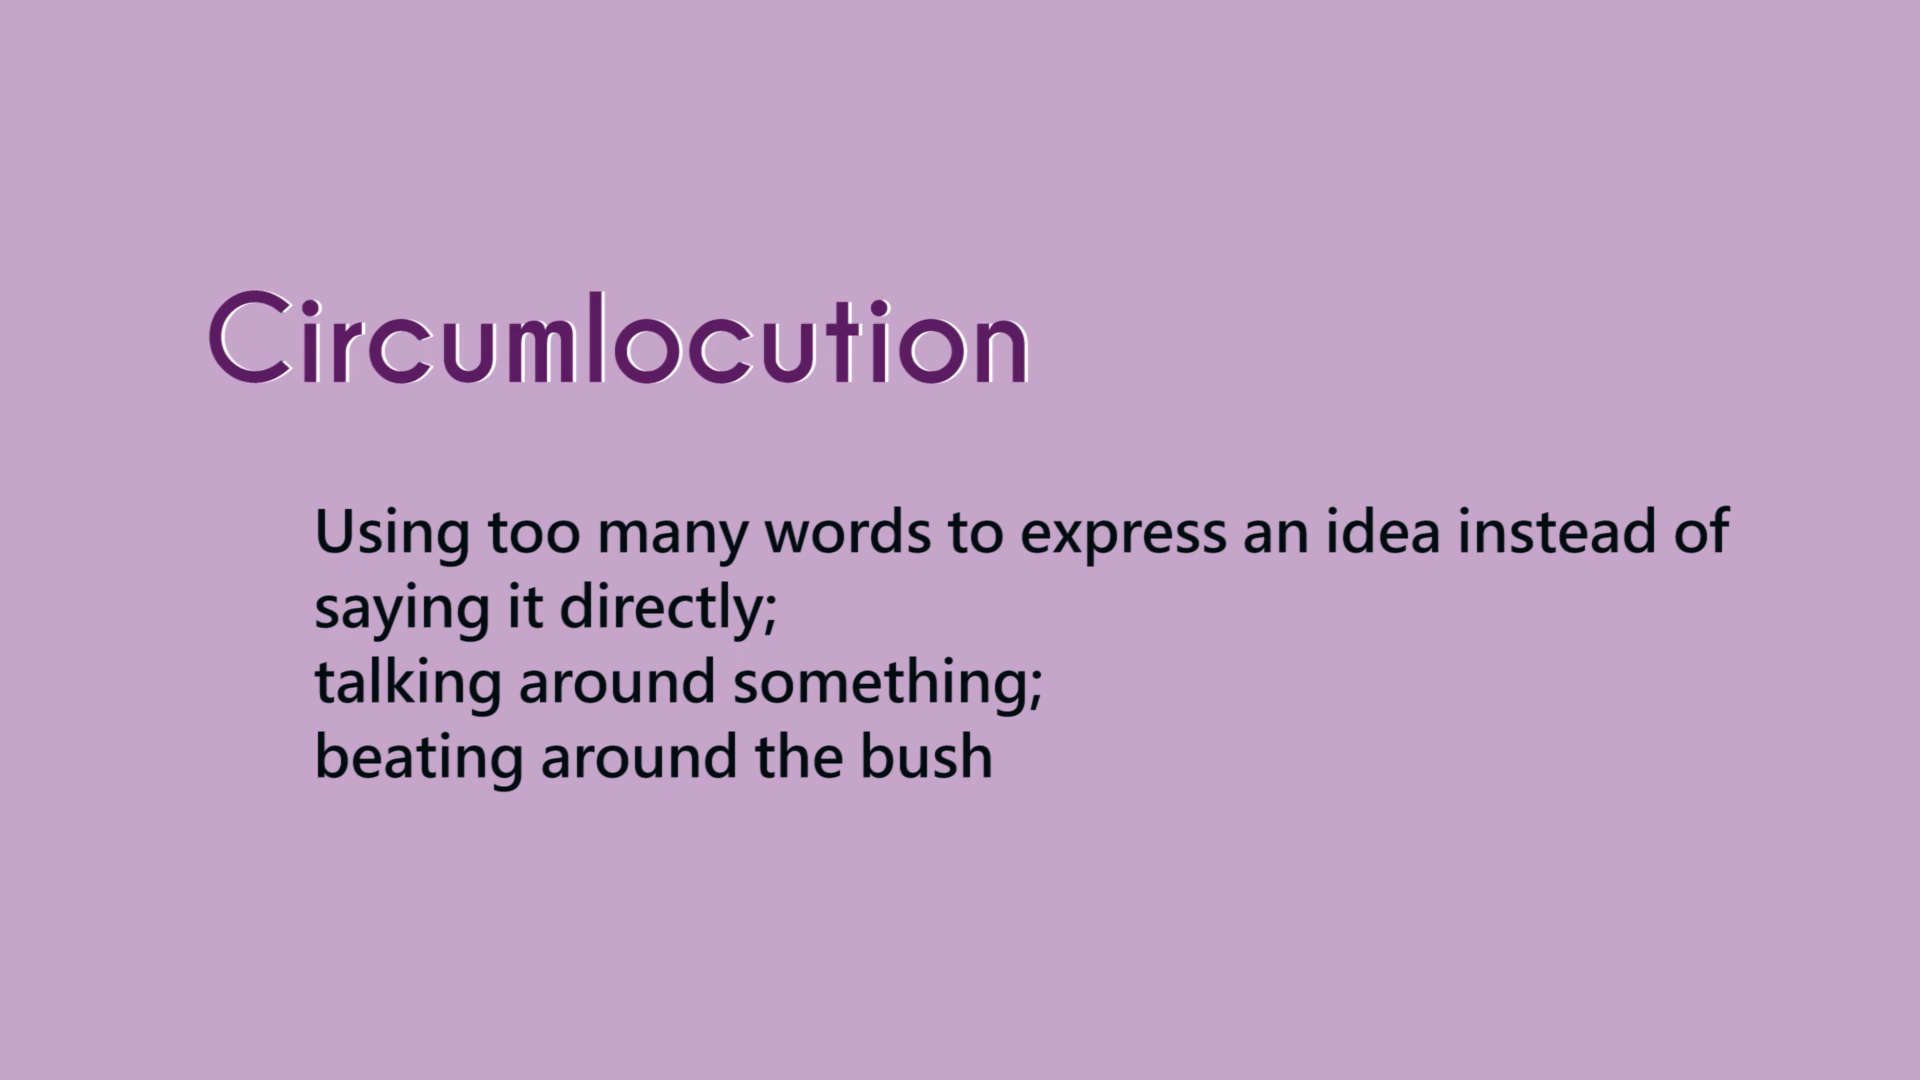 Circumlocution
Using too many words to express an idea instead of
saying it directly;
talking around something;
beating around the bush